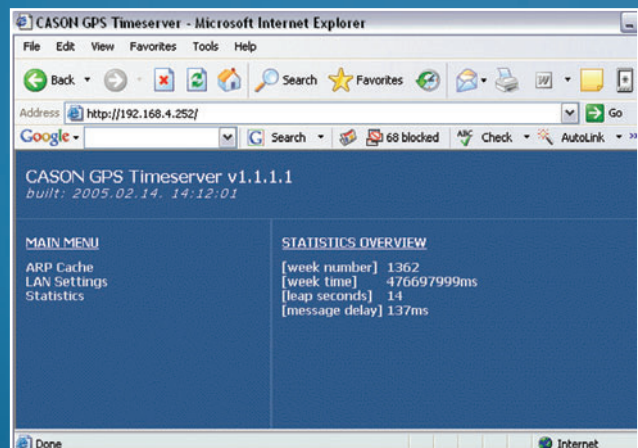 CASON GPS Timeserver - Microsoft Internet Explorer
File Edit View Favorites Tools Help
Back Search Favorites
Address http://192.168.4.252/ Go
Google Search 68 blocked ABC Check AutoLink »
CASON GPS Timeserver v1.1.1.1
built: 2005.02.14. 14:12:01
MAIN MENU
ARP Cache
LAN Settings
Statistics
STATISTICS OVERVIEW
[week number] 1362
[week time] 476697999ms
[leap seconds] 14
[message delay] 137ms
Done Internet